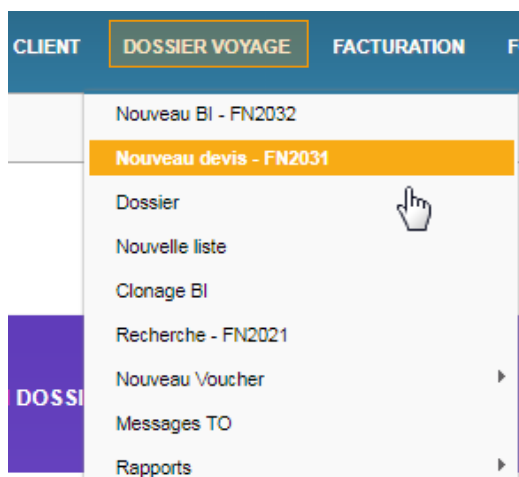 CLIENT DOSSIER VOYAGE FACTURATION F
Nouveau BI - FN2032
Nouveau devis - FN2031
Dossier
Nouvelle liste
Clonage BI
Recherche - FN2021
Nouveau Voucher
DOSSI
Messages TO
Rapports